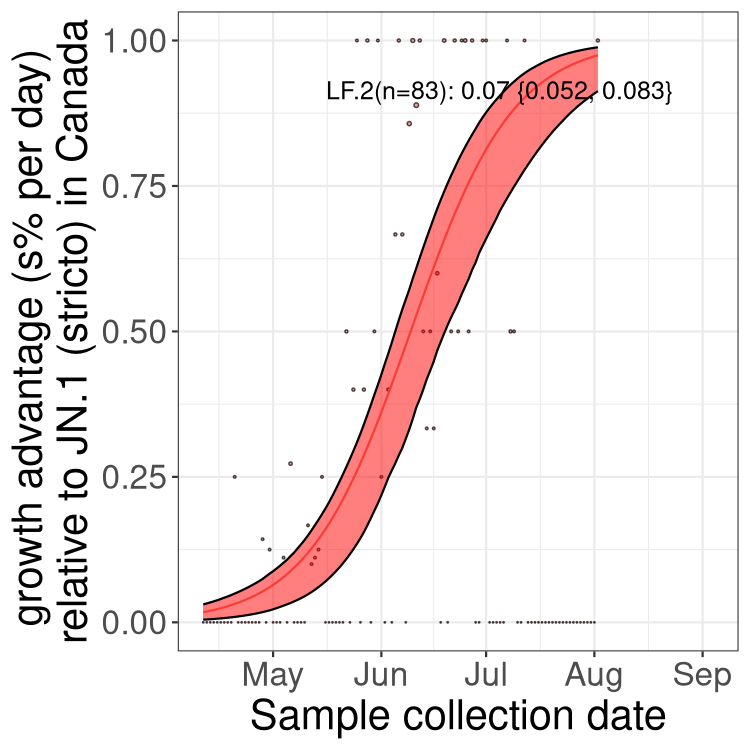 growth advantage (s% per day)
relative to JN.1 (stricto) in Canada
1.00
0.75
0.50
0.25
0.00
LF.2(n=83): 0.07 {0.052, 0.083}
May Jun Jul Aug Sep
Sample collection date